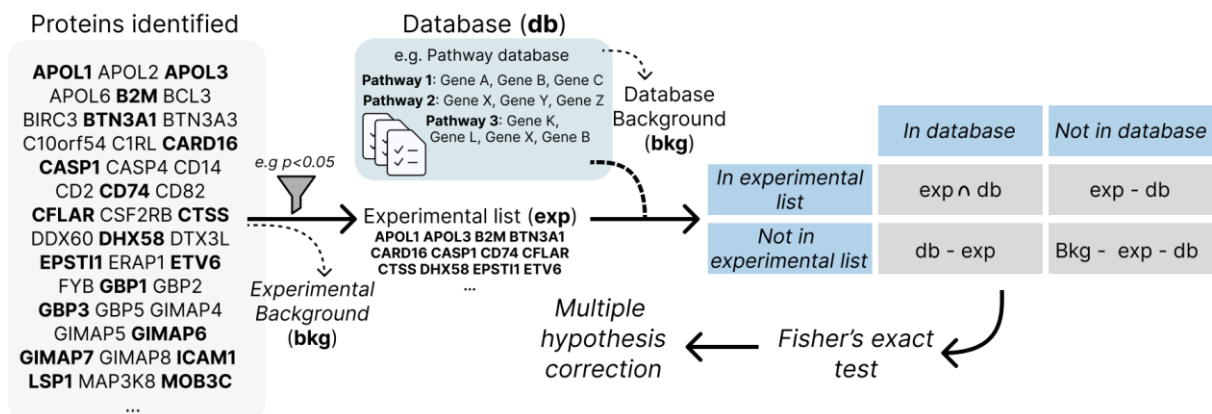 Proteins identified
APOL1 APOL2 APOL3
APOL6 B2M BCL3
BIRC3 BTN3A1 BTN3A3
C10orf54 C1RL CARD16
CASP1 CASP4 CD14
CD2 CD74 CD82
CFLAR CSF2RB CTSS
DDX60 DHX58 DTX3L
EPSTI1 ERAP1 ETV6
FYB GBP1 GBP2
GBP3 GBP5 GIMAP4
GIMAP5 GIMAP6
GIMAP7 GIMAP8 ICAM1
LSP1 MAP3K8 MOB3C
...
e.g p<0.05
Experimental
Background
(bkg)
Database (db)
e.g. Pathway database
Pathway 1: Gene A, Gene B, Gene C
Pathway 2: Gene X, Gene Y, Gene Z
Pathway 3: Gene K,
Gene L, Gene X, Gene B
Database
Background
(bkg)
Experimental list (exp)
APOL1 APOL3 B2M BTN3A1
CARD16 CASP1 CD74 CFLAR
CTSS DHX58 EPSTI1 ETV6
...
In database
Not in database
In experimental
list
exp ∩ db
exp - db
Not in
experimental list
db - exp
Bkg - exp - db
Fisher's exact
test
Multiple
hypothesis
correction